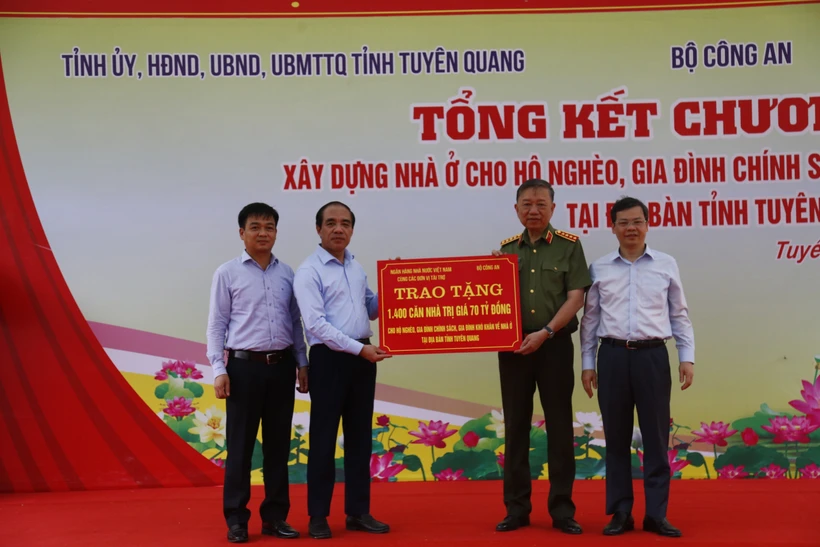 TỈNH ỦY, HĐND, UBND, UBMTTQ TỈNH TUYÊN QUANG
BỘ CÔNG AN
TỔNG KẾT CHƯƠ
XÂY DỰNG NHÀ Ở CHO HỘ NGHÈO, GIA ĐÌNH CHÍNH S
TẠI ĐỊA BÀN TỈNH TUYÊN
Tuyê
NGÂN HÀNG NHÀ NƯỚC VIỆT NAM
CÙNG CÁC ĐƠN VỊ TÀI TRỢ
BỘ CÔNG AN
TRAO TẶNG
1.400 CĂN NHÀ TRỊ GIÁ 70 TỶ ĐỒNG
CHO HỘ NGHÈO, GIA ĐÌNH CHÍNH SÁCH, GIA ĐÌNH KHÓ KHĂN VỀ NHÀ Ở
TẠI ĐỊA BÀN TỈNH TUYÊN QUANG